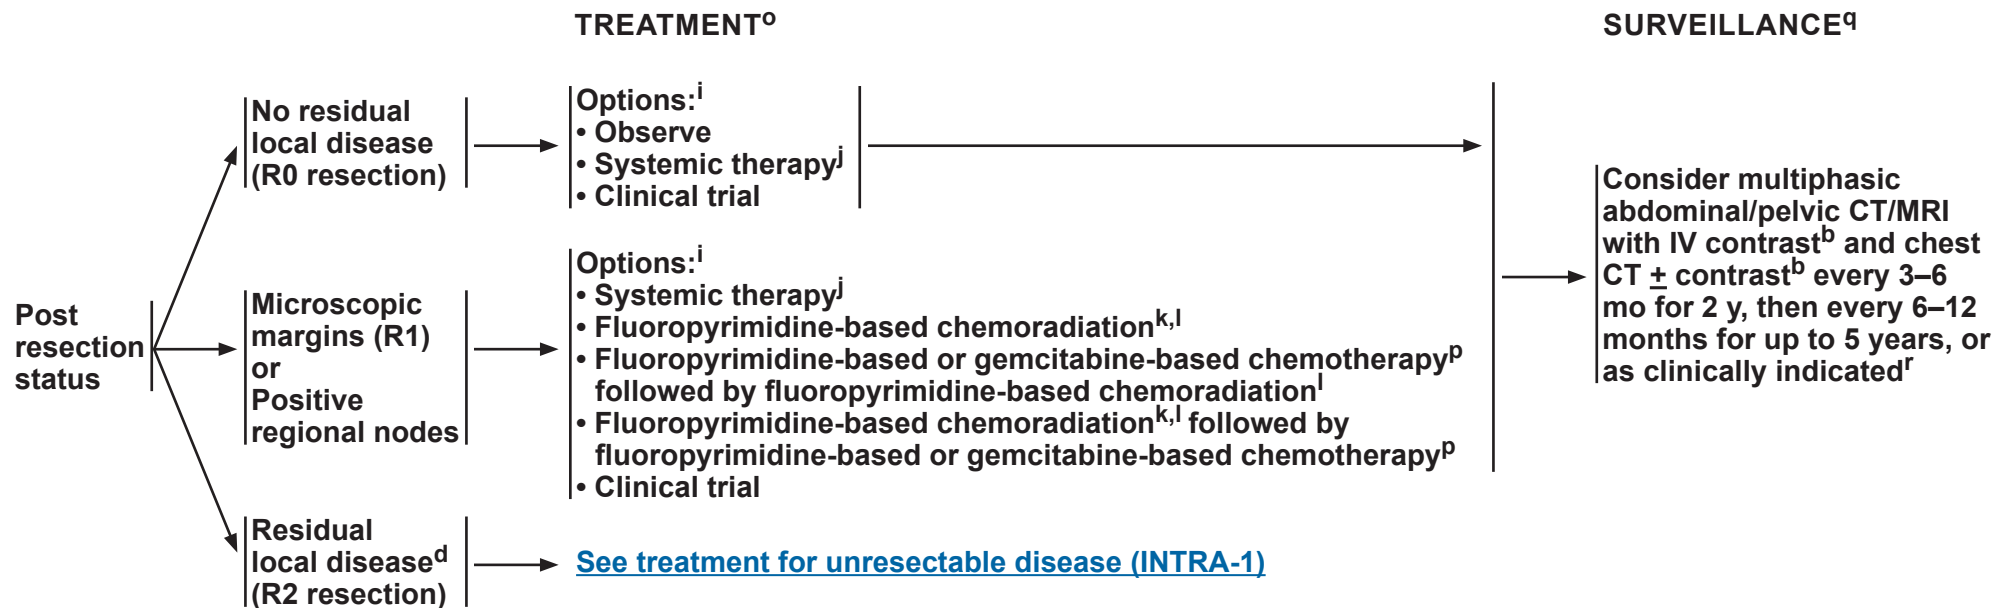 TREATMENTᵒ
SURVEILLANCE^q
Post
resection
status
No residual
local disease
(R0 resection)
Options:ⁱ
• Observe
• Systemic therapyʲ
• Clinical trial
Microscopic
margins (R1)
or
Positive
regional nodes
Options:ⁱ
• Systemic therapyʲ
• Fluoropyrimidine-based chemoradiationᵏ,ˡ
• Fluoropyrimidine-based or gemcitabine-based chemotherapyᵖ
followed by fluoropyrimidine-based chemoradiationˡ
• Fluoropyrimidine-based chemoradiationᵏ,ˡ followed by
fluoropyrimidine-based or gemcitabine-based chemotherapyᵖ
• Clinical trial
Residual
local diseaseᵈ
(R2 resection)
See treatment for unresectable disease (INTRA-1)
Consider multiphasic
abdominal/pelvic CT/MRI
with IV contrastᵇ and chest
CT ± contrastᵇ every 3–6
mo for 2 y, then every 6–12
months for up to 5 years, or
as clinically indicatedʳ